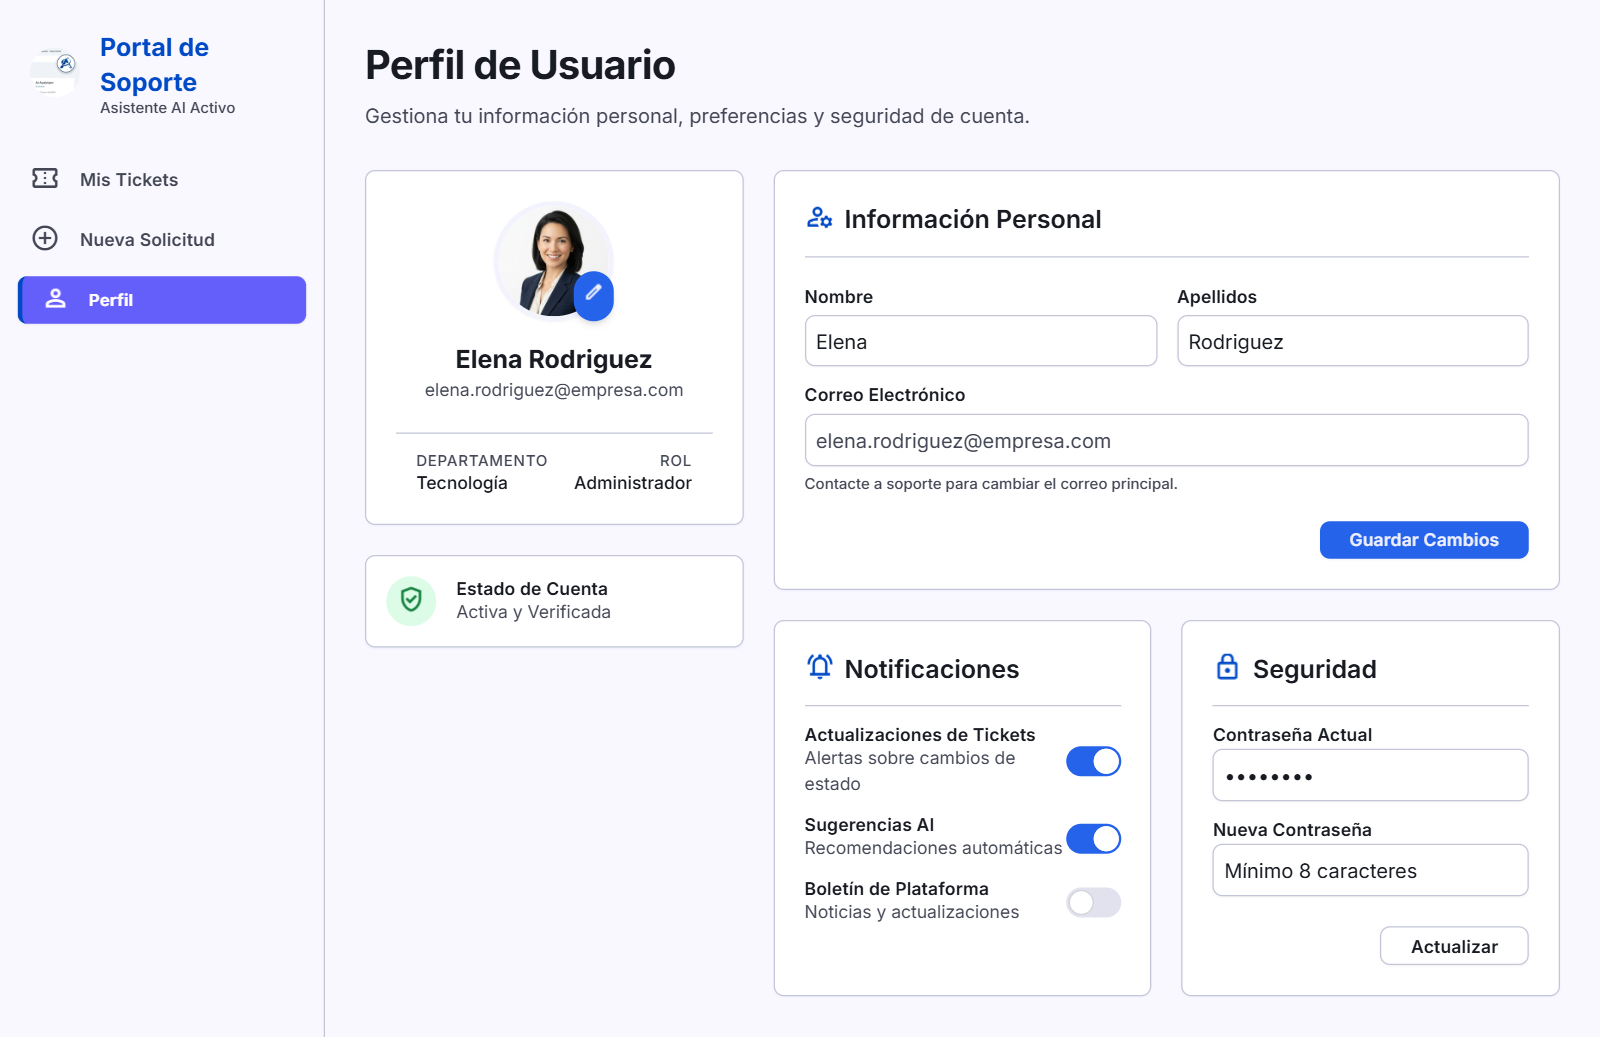 Portal de
Soporte
Asistente AI Activo
Mis Tickets
Nueva Solicitud
Perfil
Perfil de Usuario
Gestiona tu información personal, preferencias y seguridad de cuenta.
Elena Rodriguez
elena.rodriguez@empresa.com
DEPARTAMENTO
Tecnología
ROL
Administrador
Estado de Cuenta
Activa y Verificada
Información Personal
Nombre
Elena
Apellidos
Rodriguez
Correo Electrónico
elena.rodriguez@empresa.com
Contacte a soporte para cambiar el correo principal.
Guardar Cambios
Notificaciones
Actualizaciones de Tickets
Alertas sobre cambios de
estado
Sugerencias AI
Recomendaciones automáticas
Boletín de Plataforma
Noticias y actualizaciones
Seguridad
Contraseña Actual
••••••••
Nueva Contraseña
Mínimo 8 caracteres
Actualizar